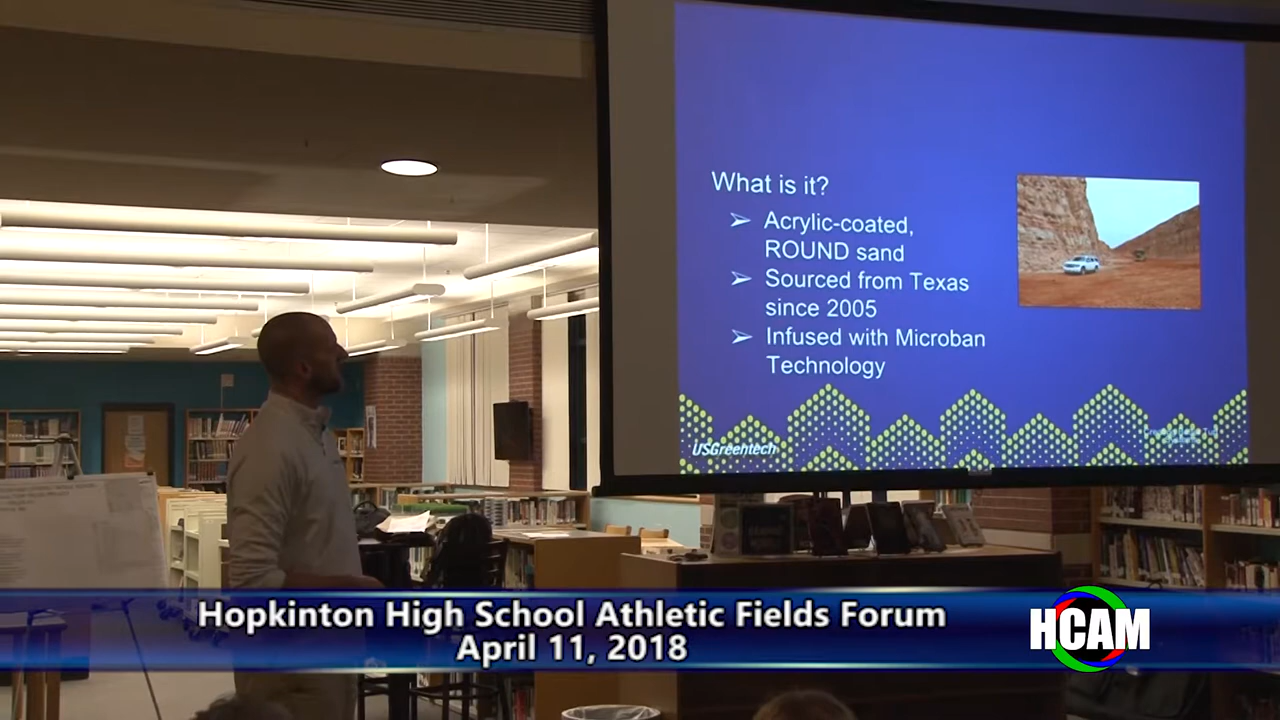 What is it?
➢ Acrylic-coated,
ROUND sand
➢ Sourced from Texas
since 2005
➢ Infused with Microban
Technology
USGreentech
Hopkinton High School Athletic Fields Forum
April 11, 2018
HCAM